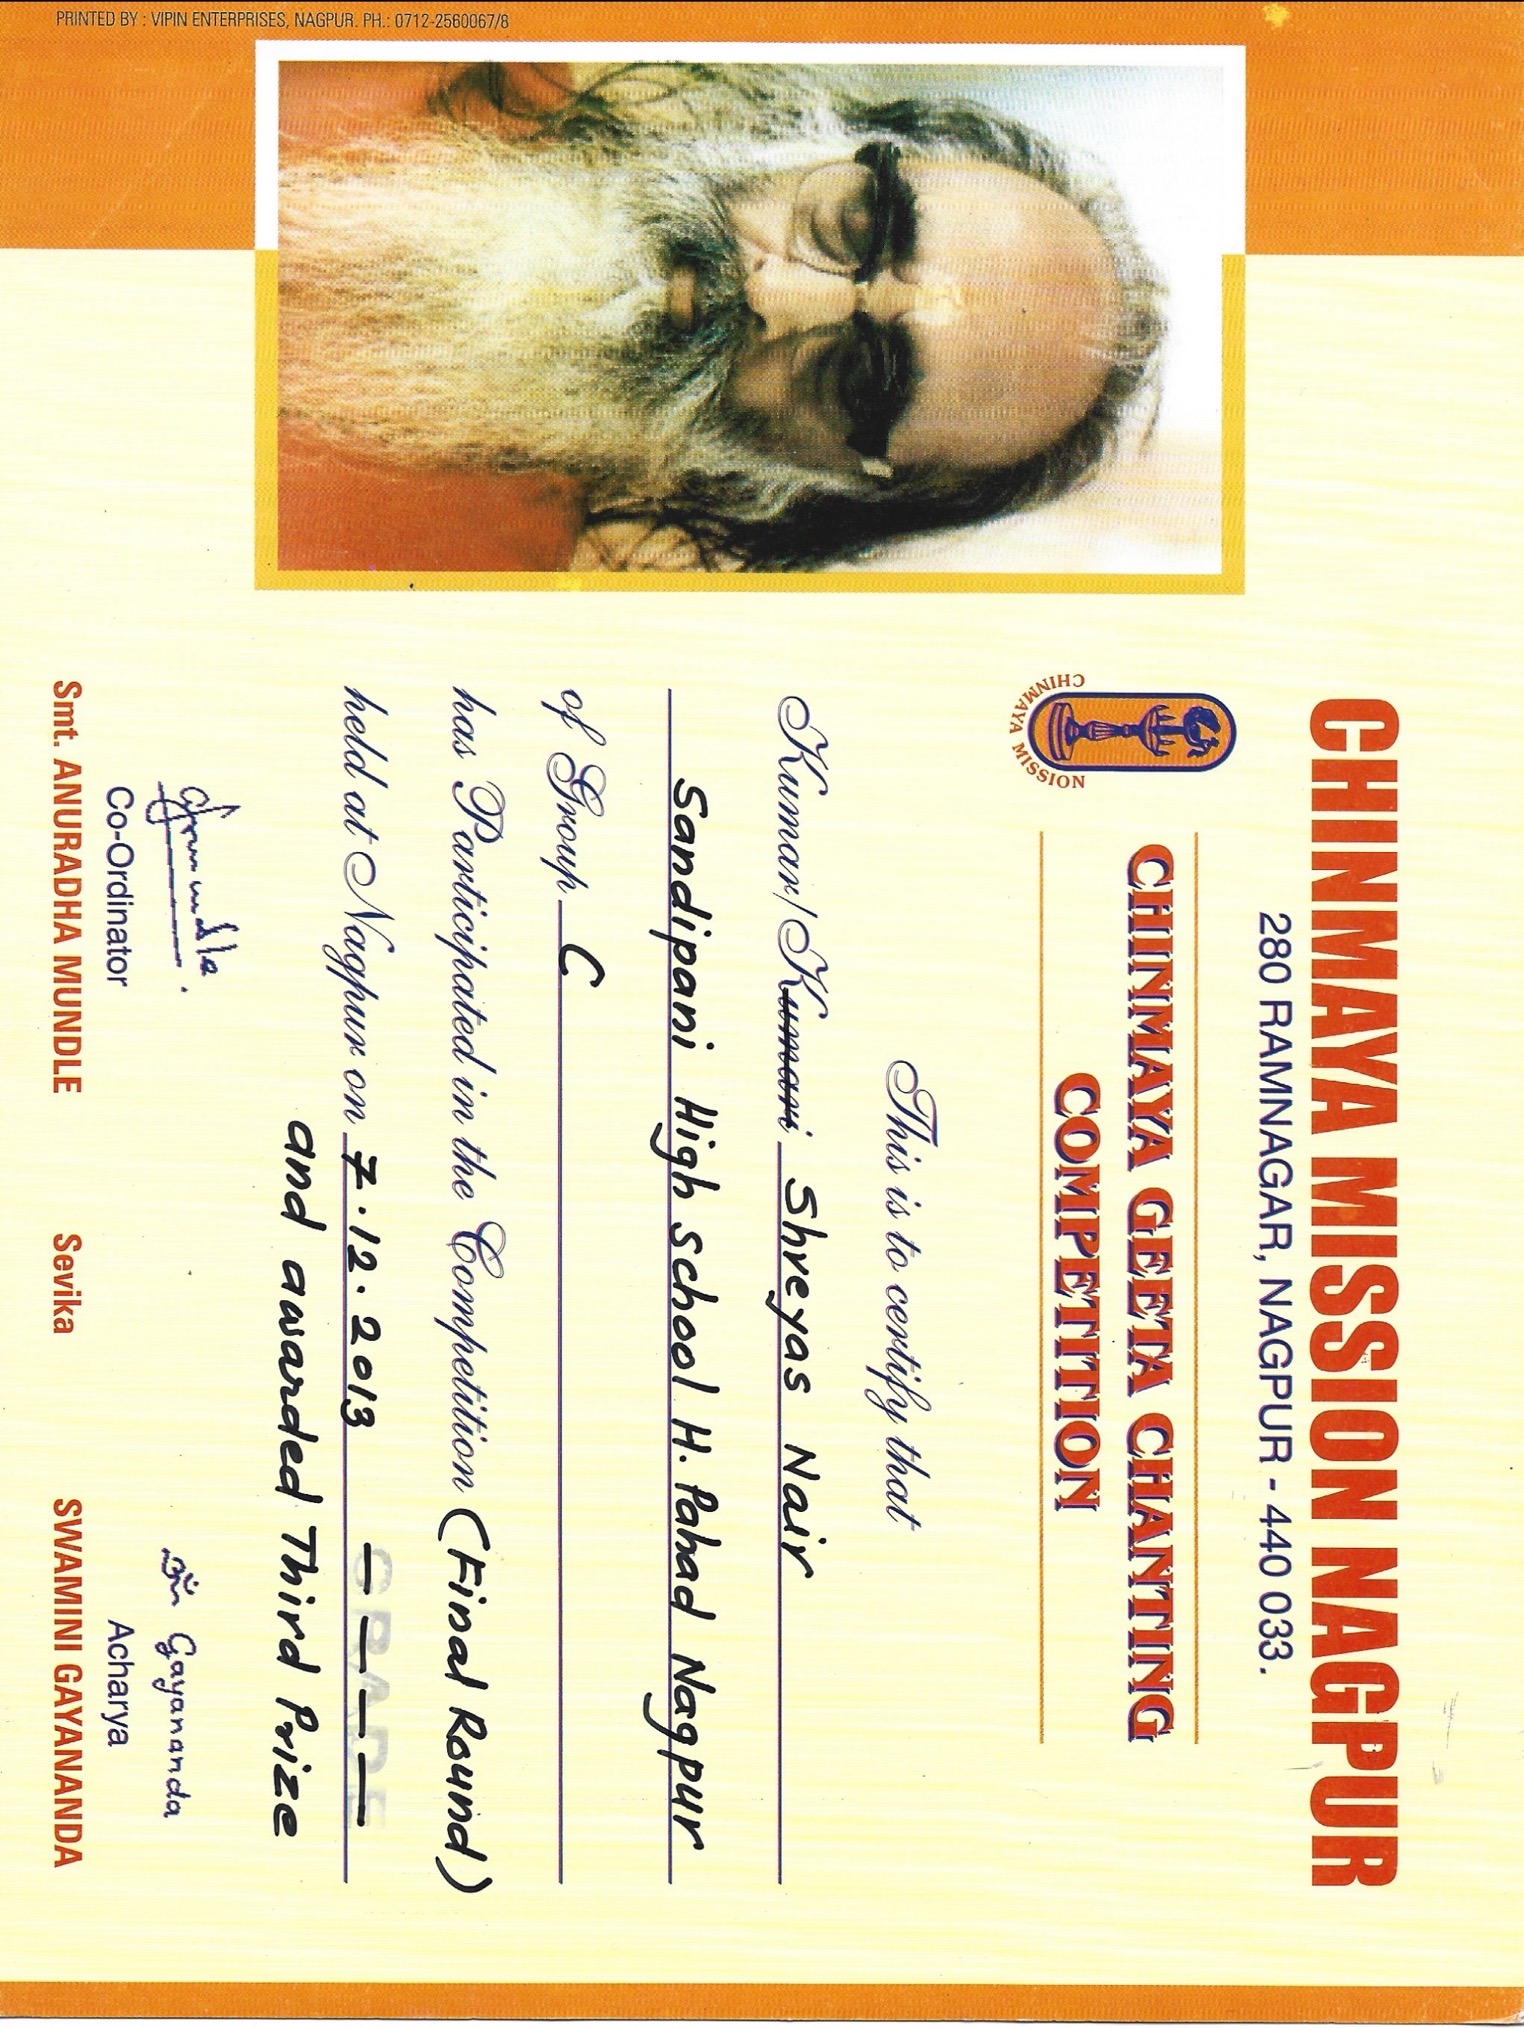 CHINMAYA MISSION NAGPUR
280 RAMNAGAR, NAGPUR - 440 033.
CHINMAYA MISSION
CHINMAYA GEETA CHANTING
COMPETITION
This is to certify that
Kumar/Kumari Shreyas Nair
Sandipani High school H. Pahad Nagpur
of Group C
has Participated in the Competition (Final Round)
GRADE
held at Nagpur on 7.12.2013 — — — —
and awarded Third Prize
ॐ Gayananda
Co-Ordinator Acharya
Smt. ANURADHA MUNDLE Sevika SWAMINI GAYANANDA
PRINTED BY : VIPIN ENTERPRISES, NAGPUR. PH.: 0712-2560067/8